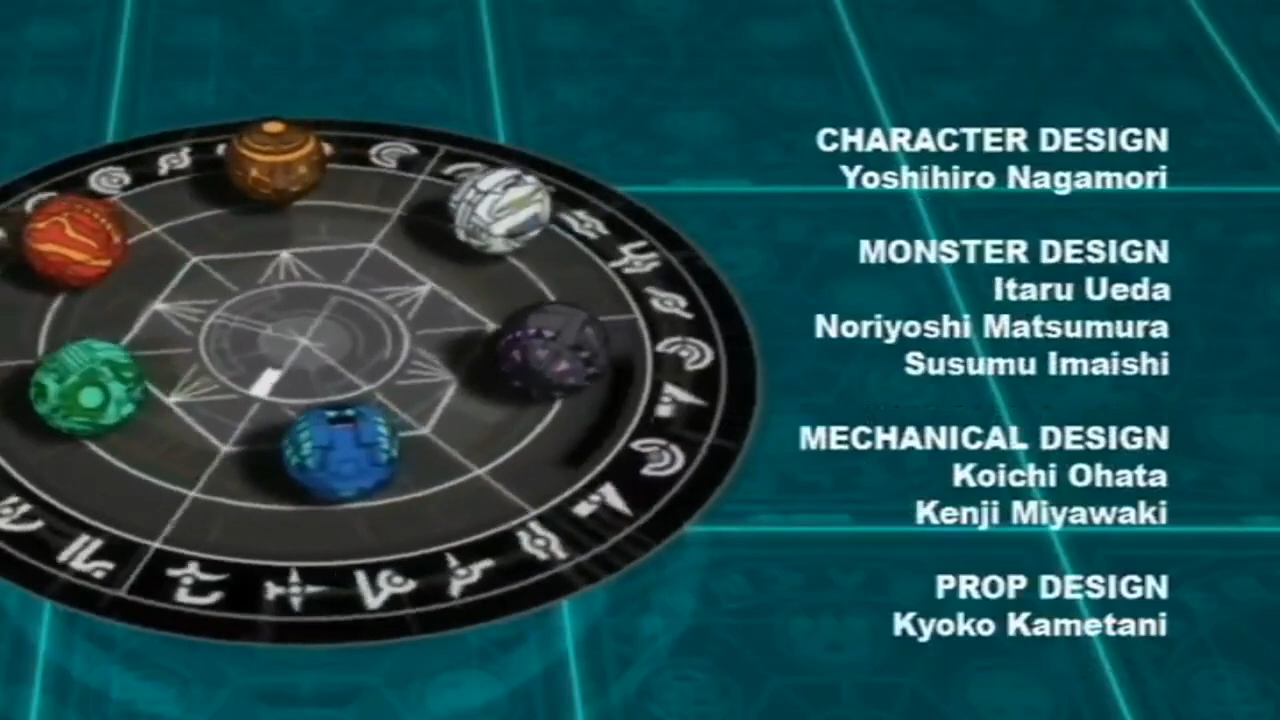 CHARACTER DESIGN
Yoshihiro Nagamori
MONSTER DESIGN
Itaru Ueda
Noriyoshi Matsumura
Susumu Imaishi
MECHANICAL DESIGN
Koichi Ohata
Kenji Miyawaki
PROP DESIGN
Kyoko Kametani